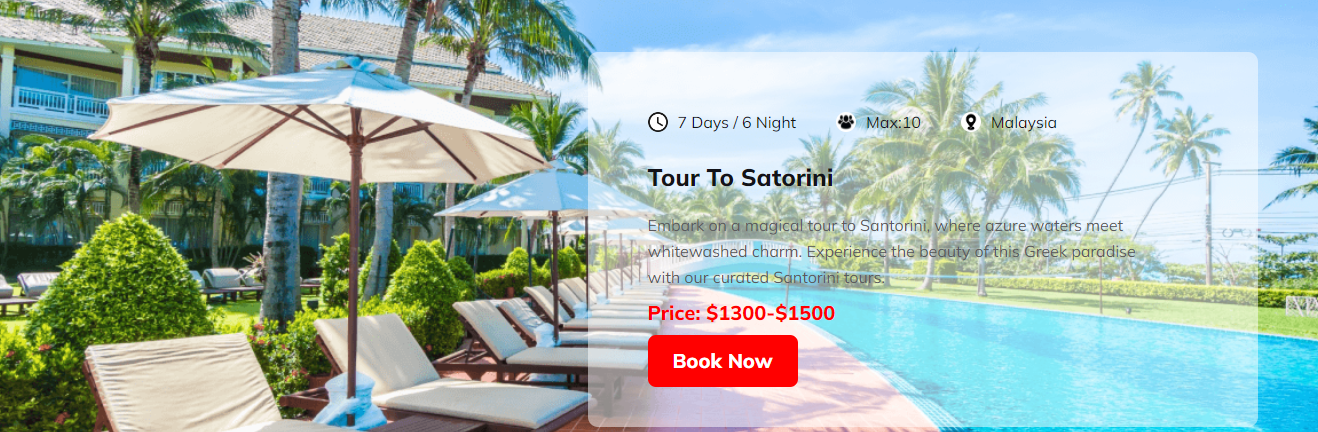 7 Days / 6 Night Max:10 Malaysia
Tour To Satorini
Embark on a magical tour to Santorini, where azure waters meet
whitewashed charm. Experience the beauty of this Greek paradise
with our curated Santorini tours.
Price: $1300-$1500
Book Now